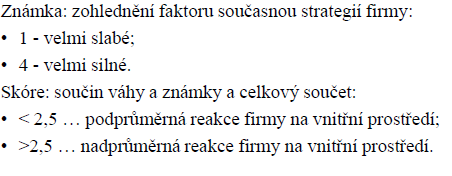 Známka: zohlednění faktoru současnou strategií firmy:
• 1 - velmi slabé;
• 4 - velmi silné.
Skóre: součin váhy a známky a celkový součet:
• < 2,5 … podprůměrná reakce firmy na vnitřní prostředí;
• >2,5 … nadprůměrná reakce firmy na vnitřní prostředí.